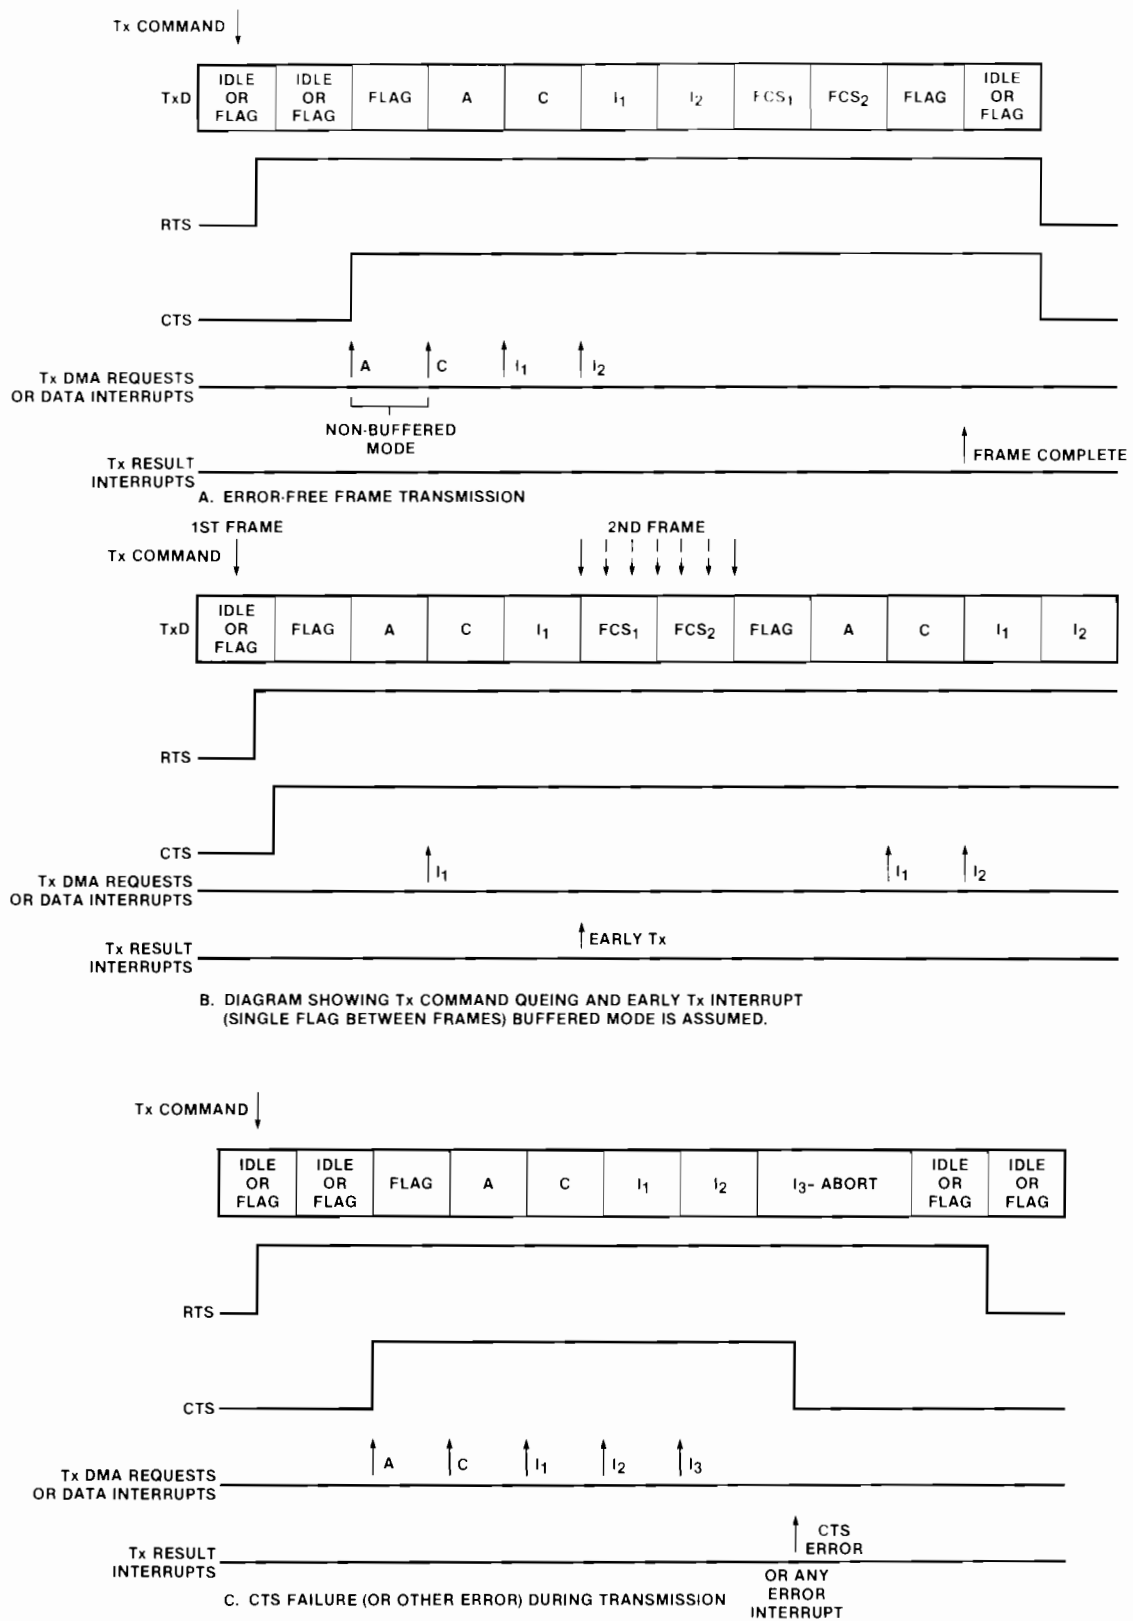 Tx COMMAND
TxD IDLE OR FLAG IDLE OR FLAG FLAG A C I1 I2 FCS1 FCS2 FLAG IDLE OR FLAG
RTS
CTS
A C I1 I2
Tx DMA REQUESTS
OR DATA INTERRUPTS
NON-BUFFERED
MODE
FRAME COMPLETE
Tx RESULT
INTERRUPTS
A. ERROR-FREE FRAME TRANSMISSION
1ST FRAME 2ND FRAME
Tx COMMAND
TxD IDLE OR FLAG FLAG A C I1 FCS1 FCS2 FLAG A C I1 I2
RTS
CTS
I1 I1 I2
Tx DMA REQUESTS
OR DATA INTERRUPTS
EARLY Tx
Tx RESULT
INTERRUPTS
B. DIAGRAM SHOWING Tx COMMAND QUEING AND EARLY Tx INTERRUPT
(SINGLE FLAG BETWEEN FRAMES) BUFFERED MODE IS ASSUMED.
Tx COMMAND
IDLE OR FLAG IDLE OR FLAG FLAG A C I1 I2 I3- ABORT IDLE OR FLAG IDLE OR FLAG
RTS
CTS
A C I1 I2 I3
Tx DMA REQUESTS
OR DATA INTERRUPTS
CTS
ERROR
Tx RESULT
INTERRUPTS
OR ANY
ERROR
INTERRUPT
C. CTS FAILURE (OR OTHER ERROR) DURING TRANSMISSION